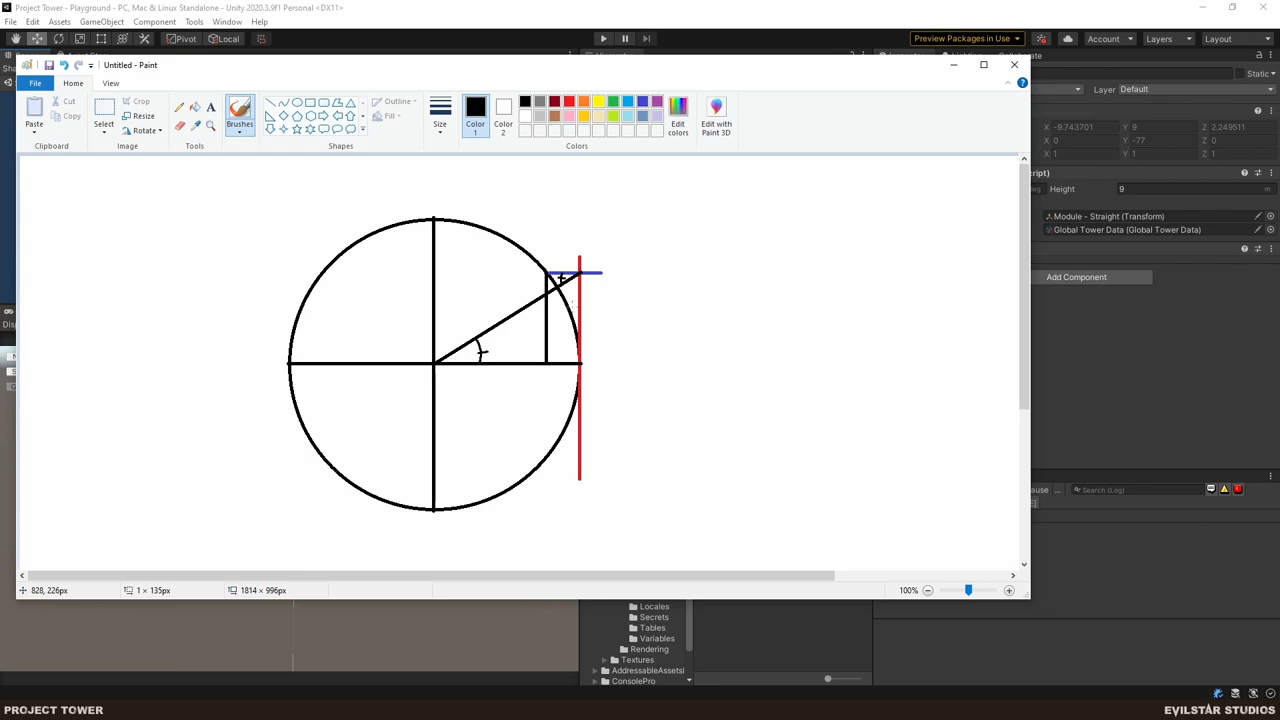 Project Tower - Playground - PC, Mac & Linux Standalone - Unity 2020.3.9f1 Personal <DX11>
File Edit Assets GameObject Component Tools Window Help
Pivot Local Preview Packages in Use Account Layers Layout
Untitled - Paint
Static
File Home View
Layer Default
Paste Cut Copy Select Crop Resize Rotate Brushes Outline Fill Size Color 1 Color 2 Edit colors Edit with Paint 3D
Clipboard Image Tools Shapes Colors
X -9.743701 Y 9 Z 2.249511
X 0 Y -77 Z 0
X 1 Y 1 Z 1
cript)
Height 9 m
Module - Straight (Transform)
Global Tower Data (Global Tower Data)
Add Component
ause ... Search (Log)
828, 226px 1 × 135px 1814 × 996px 100%
Locales
Secrets
Tables
Variables
Rendering
Textures
AddressableAssetsI
ConsolePro
PROJECT TOWER EVILSTAR STUDIOS